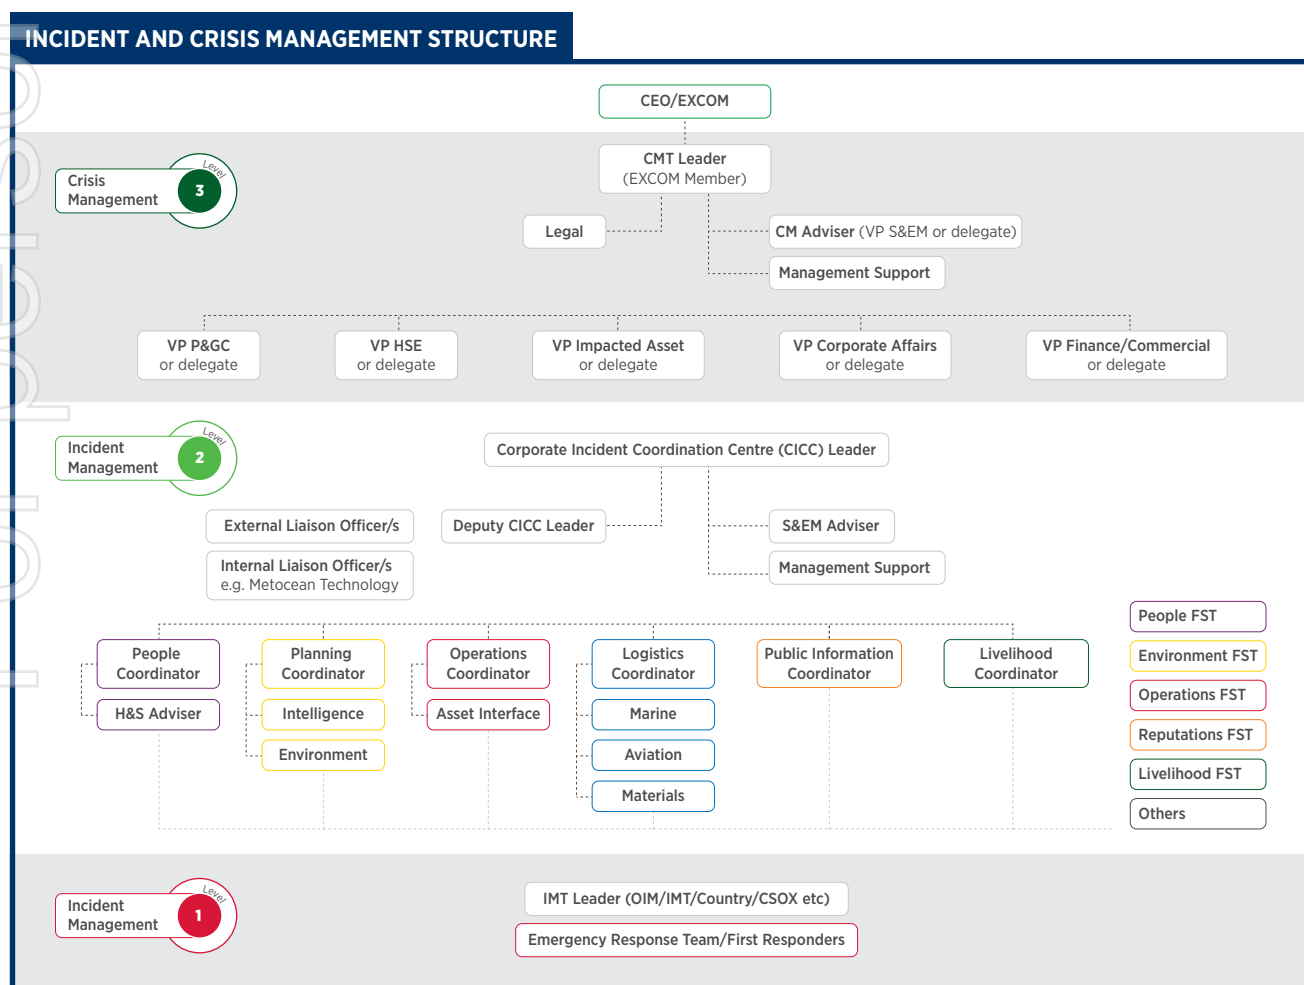 INCIDENT AND CRISIS MANAGEMENT STRUCTURE
CEO/EXCOM
Crisis
Management
Level
3
CMT Leader
(EXCOM Member)
Legal
CM Adviser (VP S&EM or delegate)
Management Support
VP P&GC
or delegate
VP HSE
or delegate
VP Impacted Asset
or delegate
VP Corporate Affairs
or delegate
VP Finance/Commercial
or delegate
Incident
Management
Level
2
Corporate Incident Coordination Centre (CICC) Leader
External Liaison Officer/s
Deputy CICC Leader
S&EM Adviser
Internal Liaison Officer/s
e.g. Metocean Technology
Management Support
People
Coordinator
H&S Adviser
Planning
Coordinator
Intelligence
Environment
Operations
Coordinator
Asset Interface
Logistics
Coordinator
Marine
Aviation
Materials
Public Information
Coordinator
Livelihood
Coordinator
People FST
Environment FST
Operations FST
Reputations FST
Livelihood FST
Others
Incident
Management
Level
1
IMT Leader (OIM/IMT/Country/CSOX etc)
Emergency Response Team/First Responders